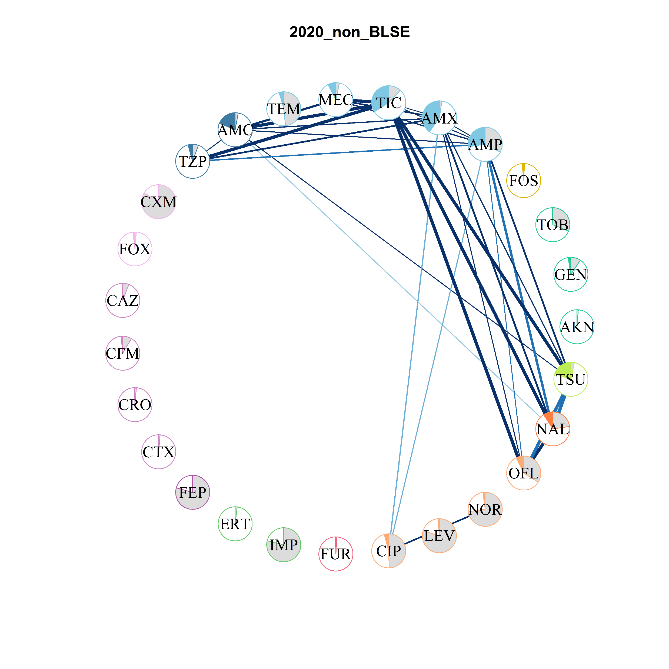 2020_non_BLSE
MEC
TIC
TEM
AMX
AMC
AMP
TZP
FOS
CXM
TOB
FOX
GEN
CAZ
AKN
CFM
TSU
CRO
NAL
CTX
OFL
FEP
NOR
ERT
LEV
IMP
FUR
CIP